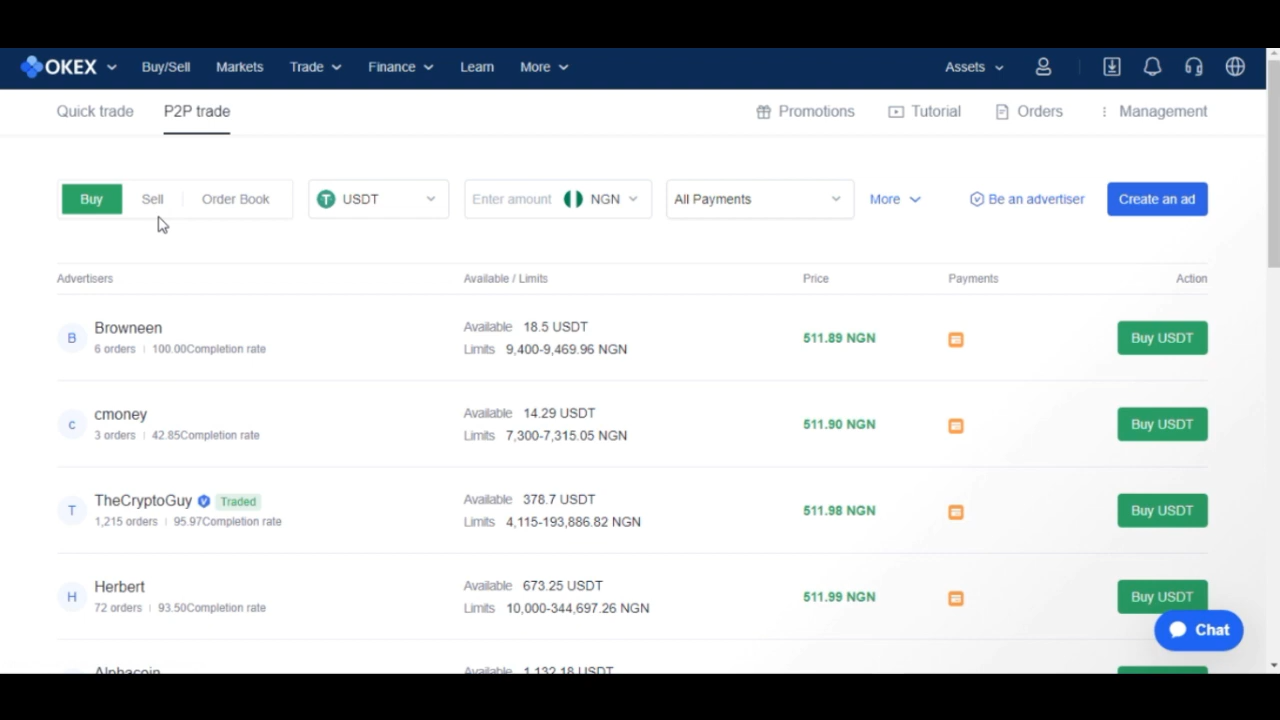 OKEX Buy/Sell Markets Trade Finance Learn More Assets
Quick trade P2P trade Promotions Tutorial Orders Management
Buy Sell Order Book T USDT Enter amount NGN All Payments More Be an advertiser Create an ad
Advertisers Available / Limits Price Payments Action
B Browneen Available 18.5 USDT 511.89 NGN Buy USDT
6 orders | 100.00Completion rate Limits 9,400-9,469.96 NGN
c cmoney Available 14.29 USDT 511.90 NGN Buy USDT
3 orders | 42.85Completion rate Limits 7,300-7,315.05 NGN
T TheCryptoGuy Traded Available 378.7 USDT 511.98 NGN Buy USDT
1,215 orders | 95.97Completion rate Limits 4,115-193,886.82 NGN
H Herbert Available 673.25 USDT 511.99 NGN Buy USDT
72 orders | 93.50Completion rate Limits 10,000-344,697.26 NGN
Chat
Alphacoin Available 1,132.18 USDT